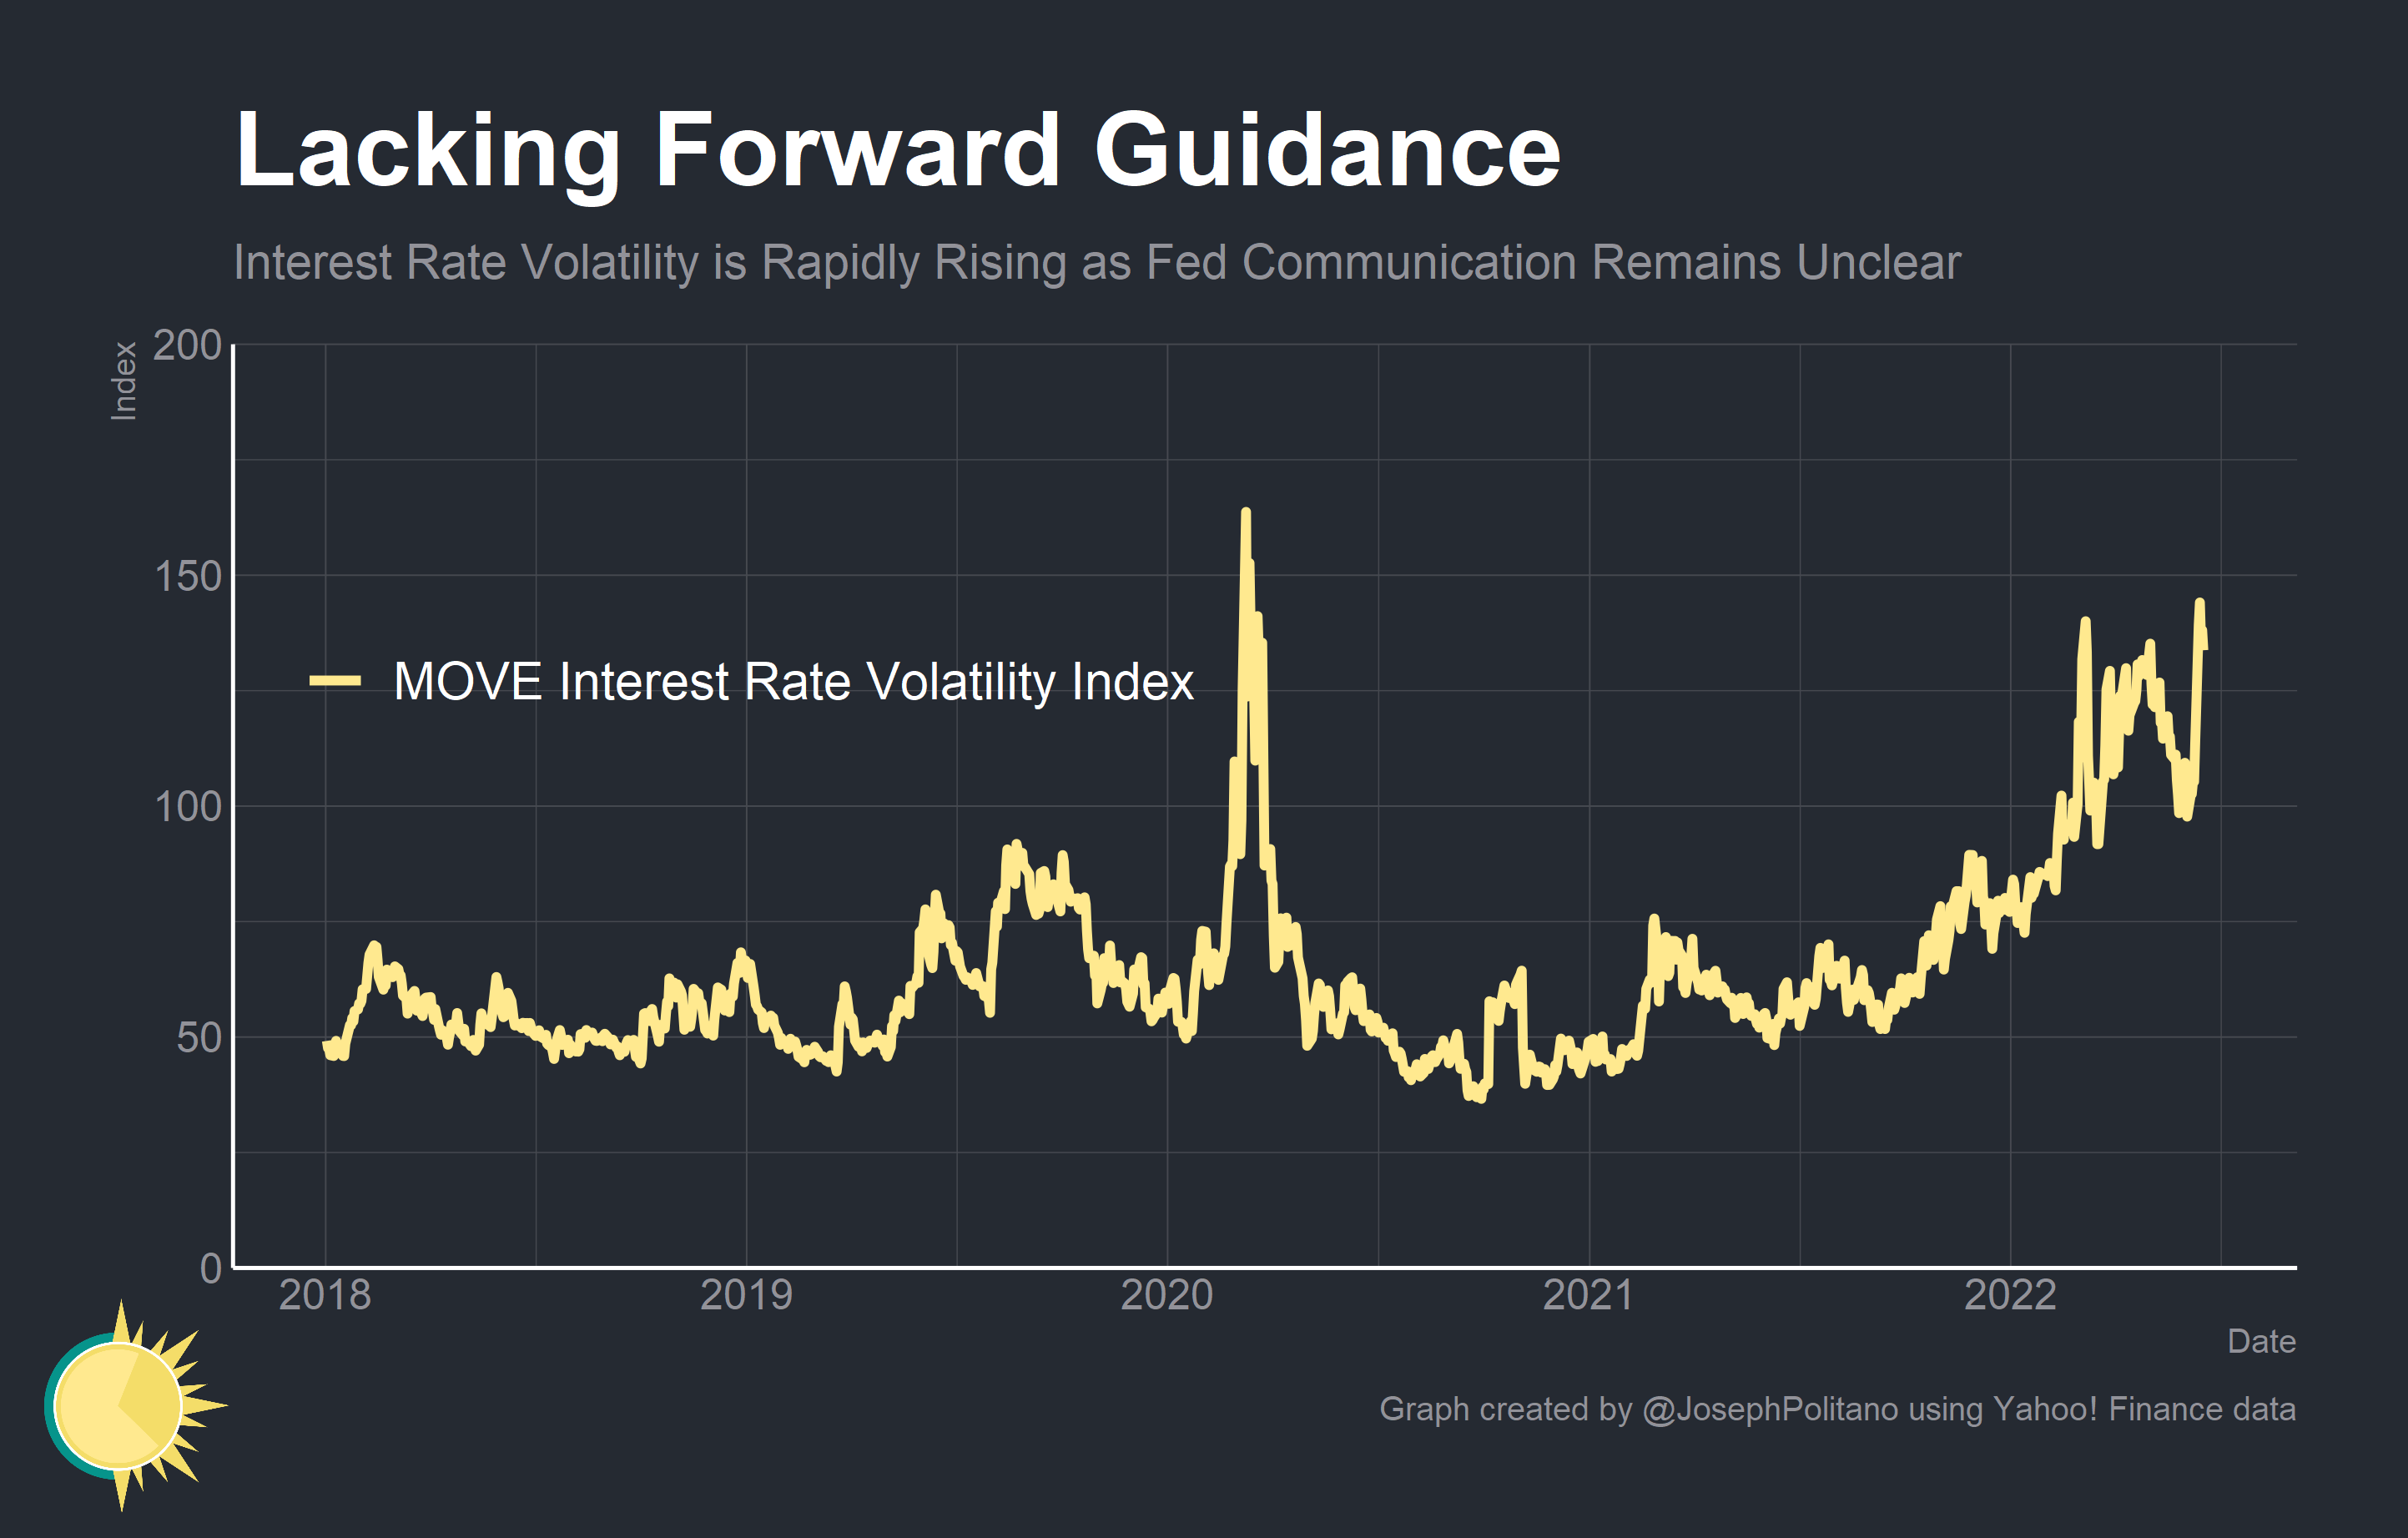 Lacking Forward Guidance
Interest Rate Volatility is Rapidly Rising as Fed Communication Remains Unclear
Index
200
150
100
50
0
MOVE Interest Rate Volatility Index
2018
2019
2020
2021
2022
Date
Graph created by @JosephPolitano using Yahoo! Finance data